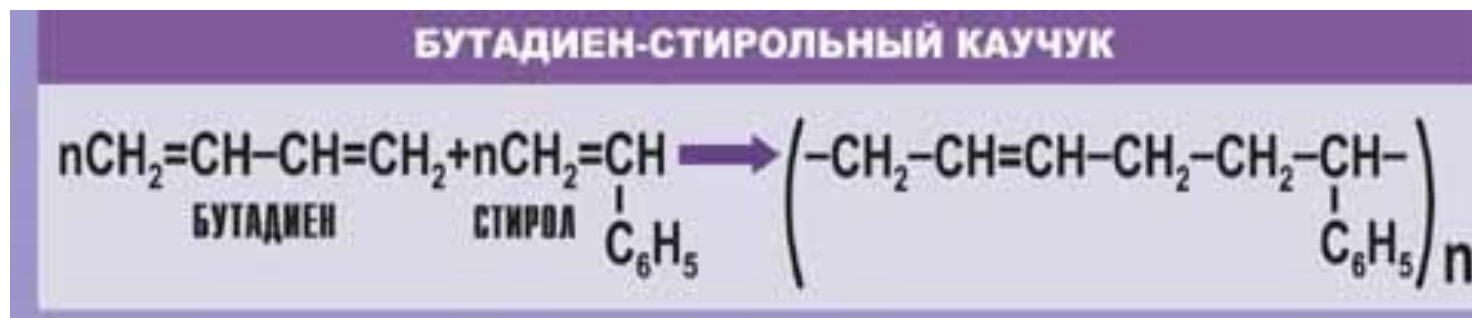 БУТАДИЕН-СТИРОЛЬНЫЙ КАУЧУК
nCH₂=CH–CH=CH₂+nCH₂=CH → (–CH₂–CH=CH–CH₂–CH₂–CH–)n
БУТАДИЕН СТИРОЛ C₆H₅ C₆H₅